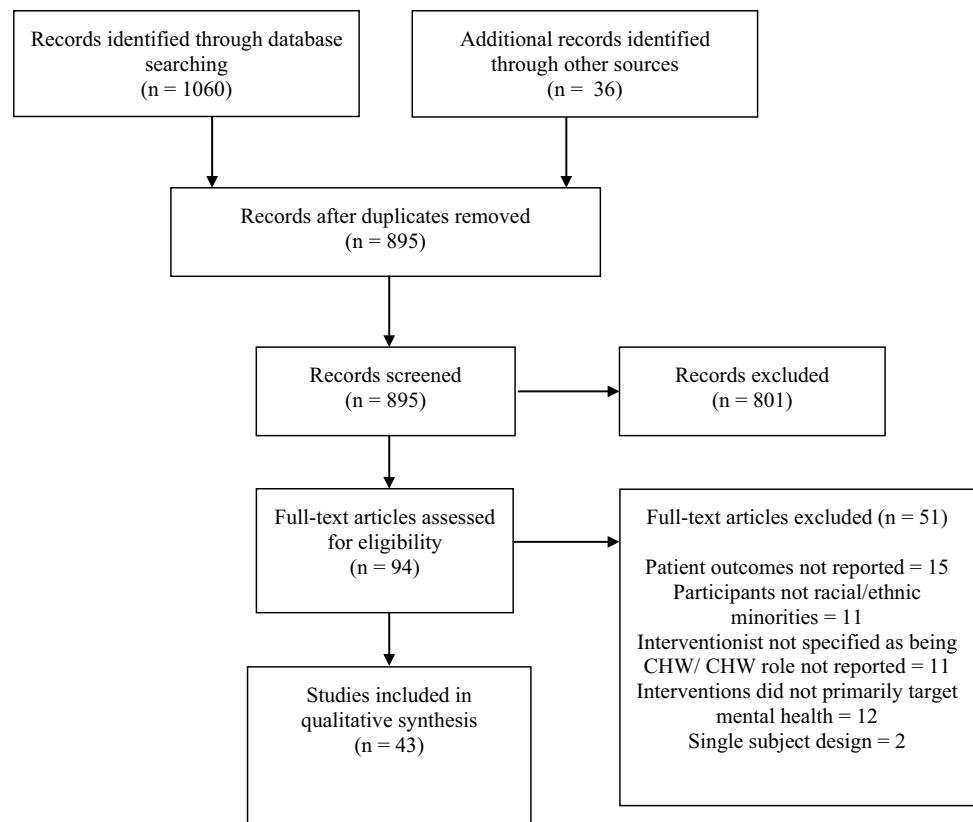 Records identified through database
searching
(n = 1060)
Additional records identified
through other sources
(n = 36)
Records after duplicates removed
(n = 895)
Records screened
(n = 895)
Records excluded
(n = 801)
Full-text articles assessed
for eligibility
(n = 94)
Full-text articles excluded (n = 51)
Patient outcomes not reported = 15
Participants not racial/ethnic
minorities = 11
Interventionist not specified as being
CHW/ CHW role not reported = 11
Interventions did not primarily target
mental health = 12
Single subject design = 2
Studies included in
qualitative synthesis
(n = 43)